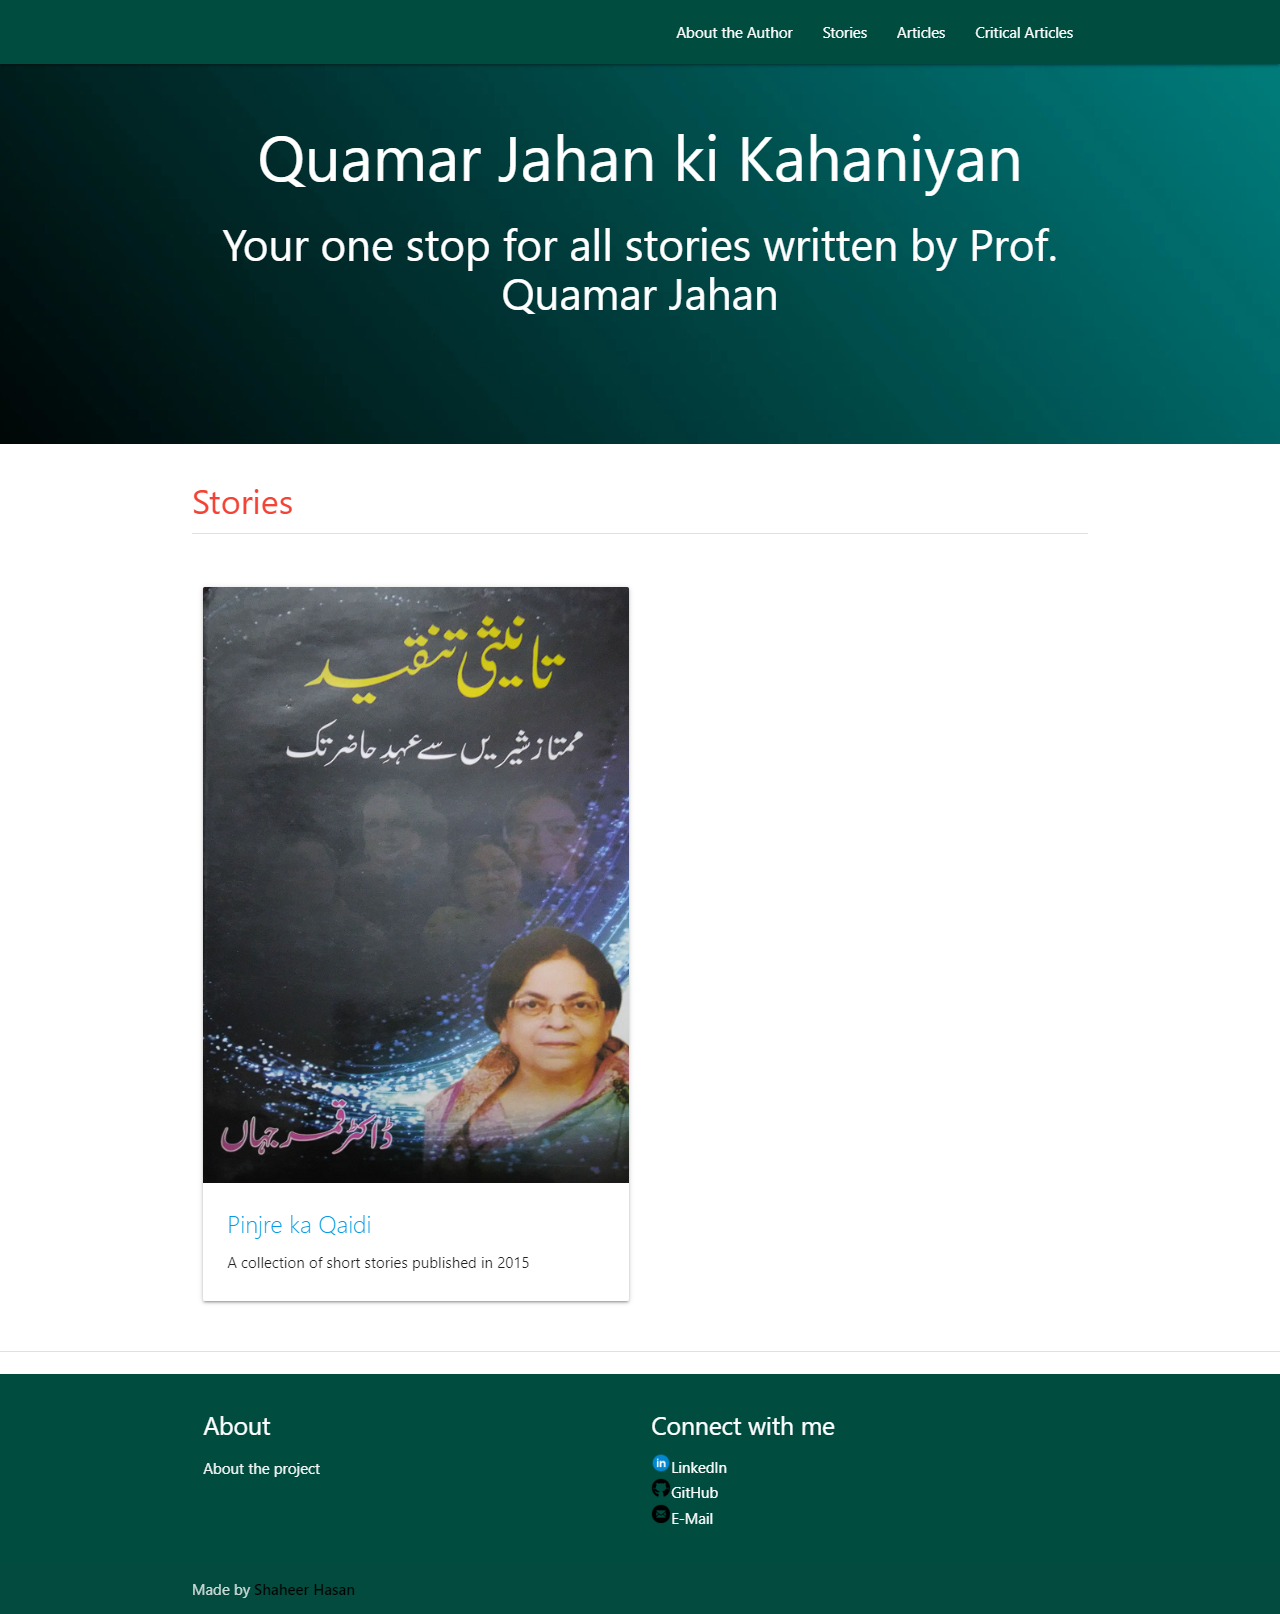 About the Author Stories Articles Critical Articles
Quamar Jahan ki Kahaniyan
Your one stop for all stories written by Prof.
Quamar Jahan
Stories
تانیثی تنقید
ممتاز شیریں سے عہدِ حاضر تک
ڈاکٹر قمر جہاں
Pinjre ka Qaidi
A collection of short stories published in 2015
About
About the project
Connect with me
in LinkedIn
GitHub
E-Mail
Made by Shaheer Hasan